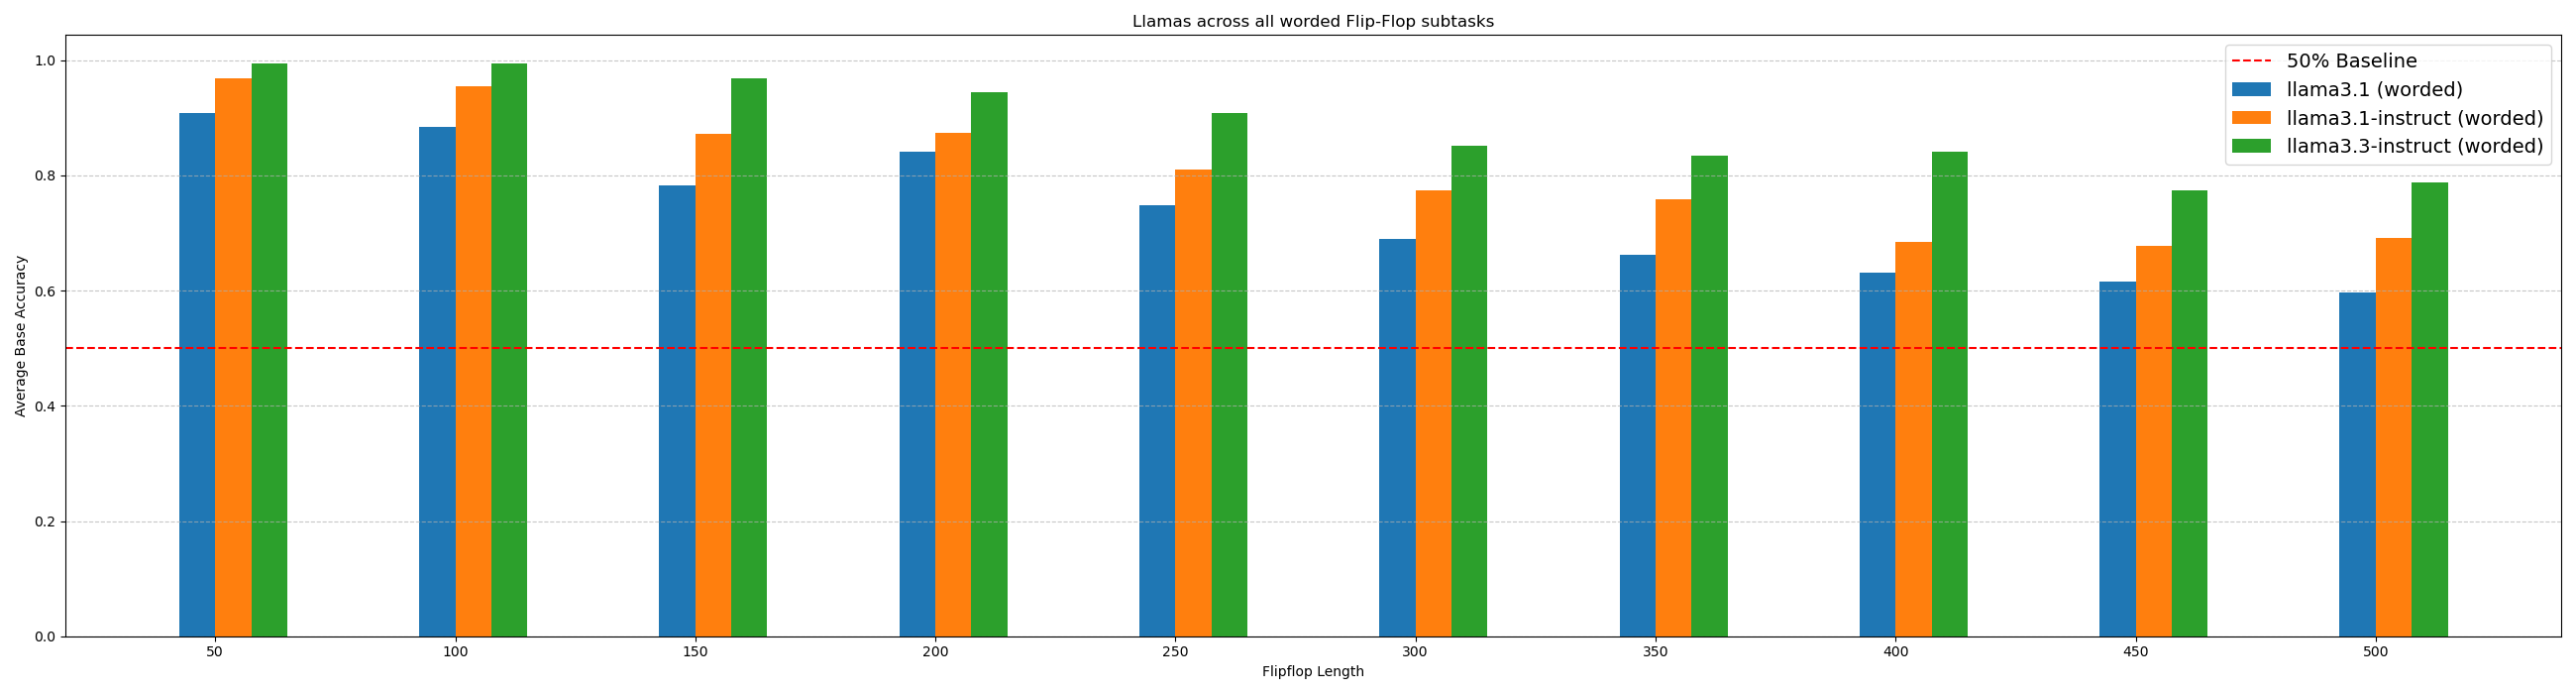 Llamas across all worded Flip-Flop subtasks
50% Baseline
llama3.1 (worded)
llama3.1-instruct (worded)
llama3.3-instruct (worded)
Average Base Accuracy
1.0
0.8
0.6
0.4
0.2
0.0
50 100 150 200 250 300 350 400 450 500
Flipflop Length